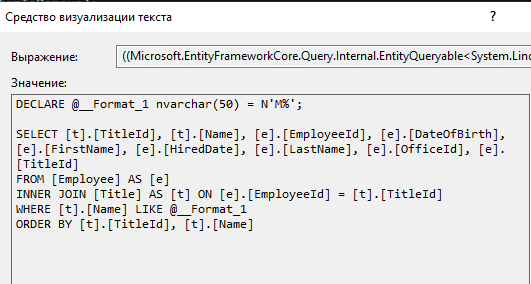 Средство визуализации текста
?
Выражение:
((Microsoft.EntityFrameworkCore.Query.Internal.EntityQueryable<System.Linq
Значение:
DECLARE @__Format_1 nvarchar(50) = N'M%';
SELECT [t].[TitleId], [t].[Name], [e].[EmployeeId], [e].[DateOfBirth],
[e].[FirstName], [e].[HiredDate], [e].[LastName], [e].[OfficeId], [e].
[TitleId]
FROM [Employee] AS [e]
INNER JOIN [Title] AS [t] ON [e].[EmployeeId] = [t].[TitleId]
WHERE [t].[Name] LIKE @__Format_1
ORDER BY [t].[TitleId], [t].[Name]